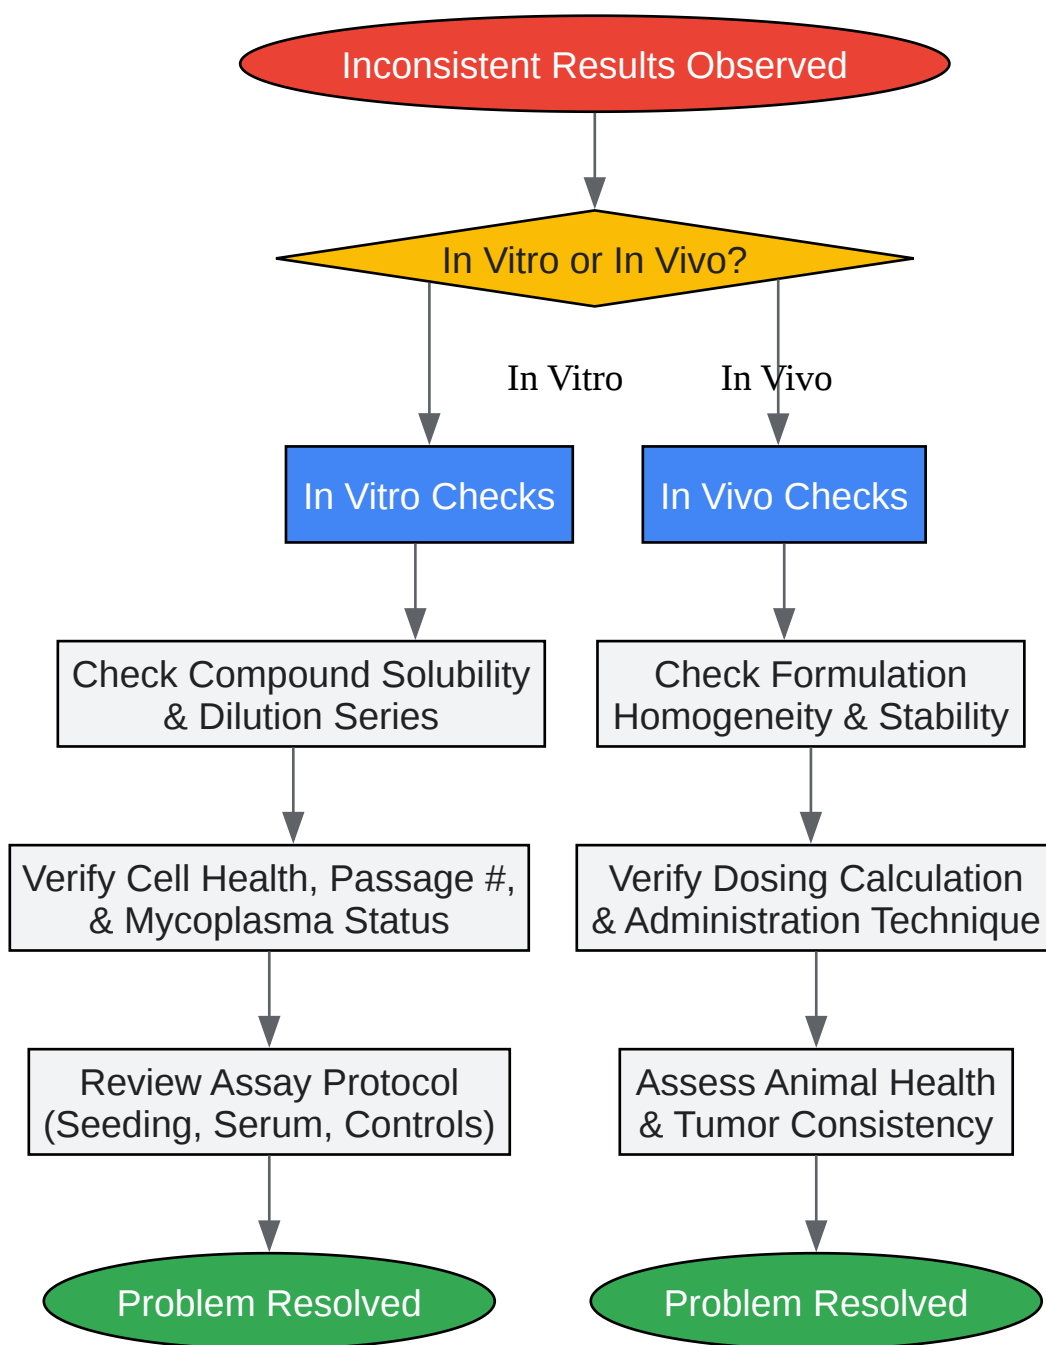 Inconsistent Results Observed
In Vitro or In Vivo?
In Vitro
In Vivo
In Vitro Checks
In Vivo Checks
Check Compound Solubility
& Dilution Series
Check Formulation
Homogeneity & Stability
Verify Cell Health, Passage #,
& Mycoplasma Status
Verify Dosing Calculation
& Administration Technique
Review Assay Protocol
(Seeding, Serum, Controls)
Assess Animal Health
& Tumor Consistency
Problem Resolved
Problem Resolved